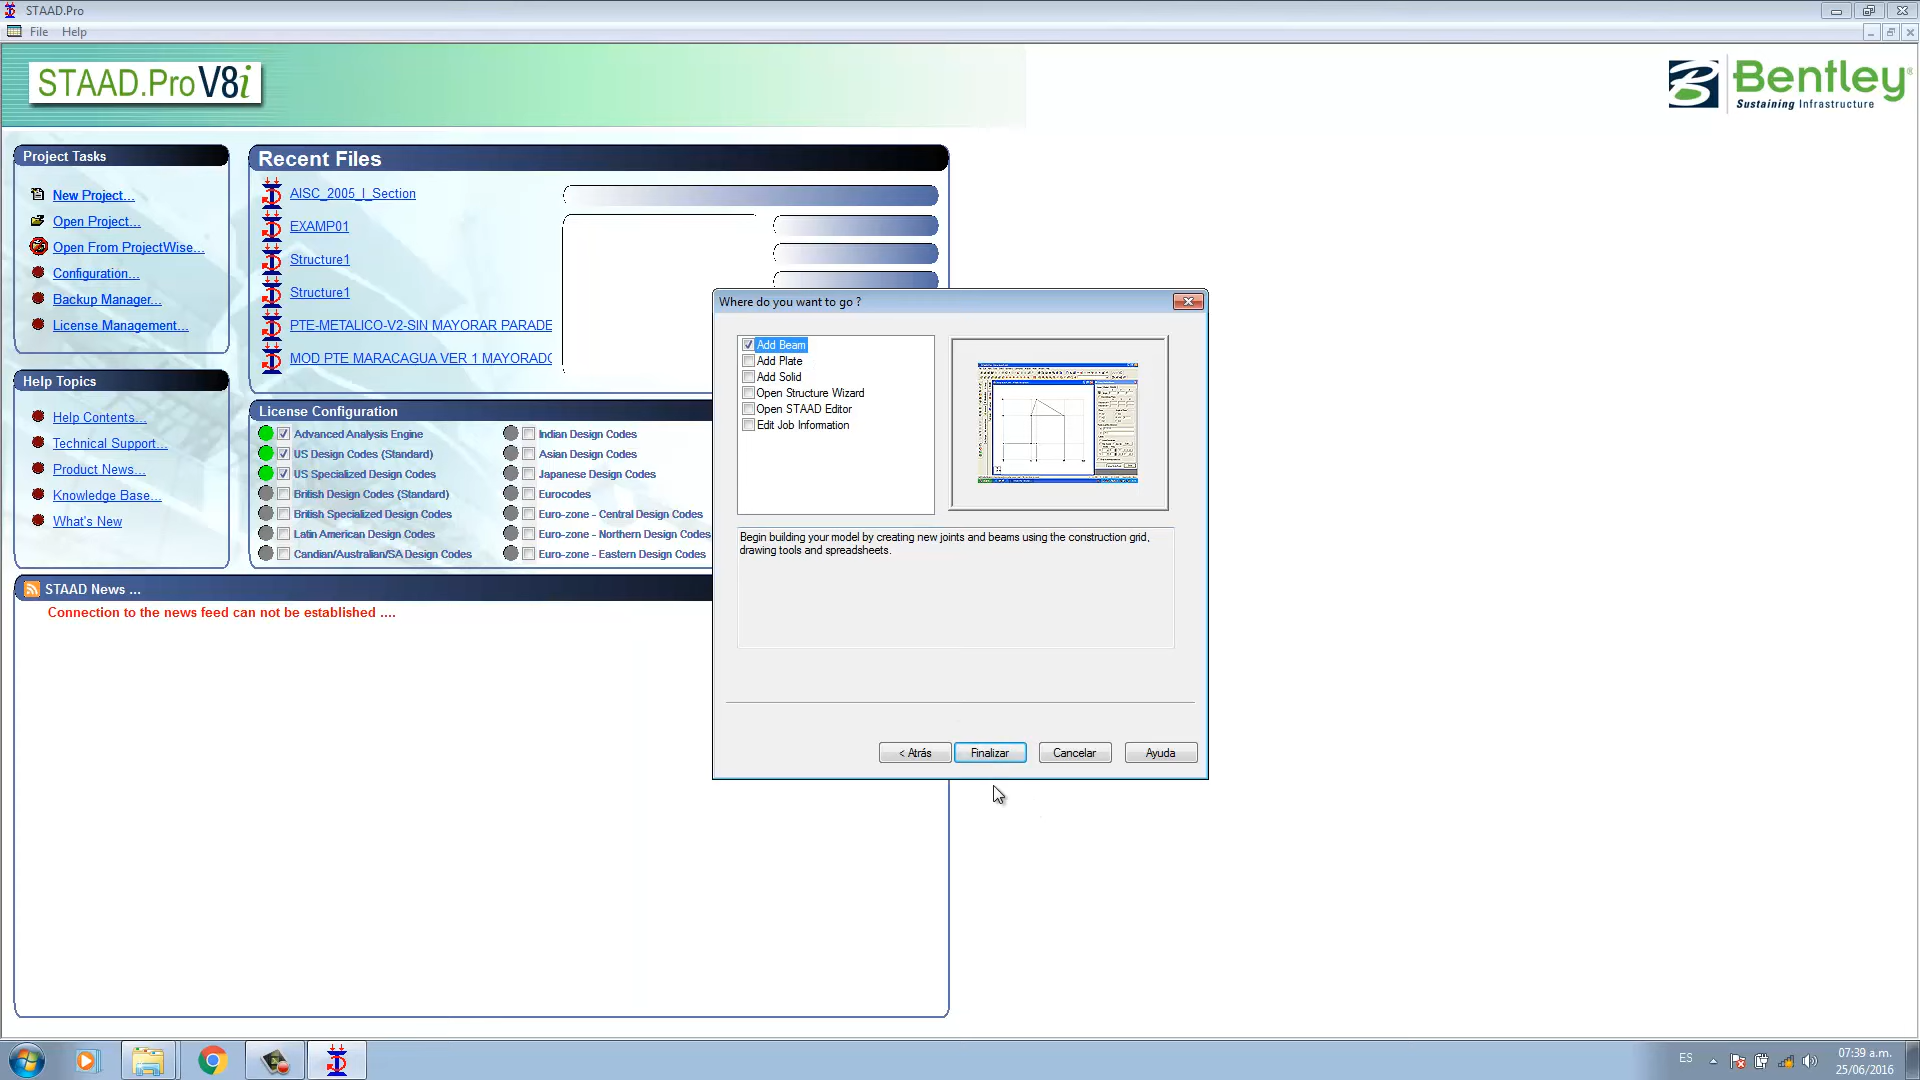 STAAD.Pro
File Help
STAAD.Pro V8i
Bentley®
Sustaining Infrastructure
Project Tasks
New Project...
Open Project...
Open From ProjectWise...
Configuration...
Backup Manager...
License Management...
Help Topics
Help Contents...
Technical Support...
Product News...
Knowledge Base...
What's New
Recent Files
AISC_2005_I_Section
EXAMP01
Structure1
Structure1
PTE-METALICO-V2-SIN MAYORAR PARADE
MOD PTE MARACAGUA VER 1 MAYORADO
License Configuration
Advanced Analysis Engine
US Design Codes (Standard)
US Specialized Design Codes
British Design Codes (Standard)
British Specialized Design Codes
Latin American Design Codes
Candian/Australian/SA Design Codes
Indian Design Codes
Asian Design Codes
Japanese Design Codes
Eurocodes
Euro-zone - Central Design Codes
Euro-zone - Northern Design Codes
Euro-zone - Eastern Design Codes
STAAD News ...
Connection to the news feed can not be established ....
Where do you want to go ?
Add Beam
Add Plate
Add Solid
Open Structure Wizard
Open STAAD Editor
Edit Job Information
Begin building your model by creating new joints and beams using the construction grid,
drawing tools and spreadsheets.
< Atrás Finalizar Cancelar Ayuda
ES
07:39 a.m.
25/06/2016